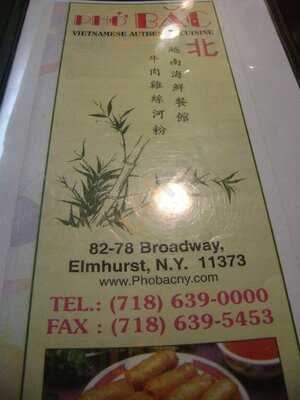 PHỞ BẮC
VIETNAMESE AUTHENTIC CUISINE
北
越南海鮮餐館
牛肉雞絲河粉
82-78 Broadway,
Elmhurst, N.Y. 11373
www.Phobacny.com
TEL.: (718) 639-0000
FAX : (718) 639-5453